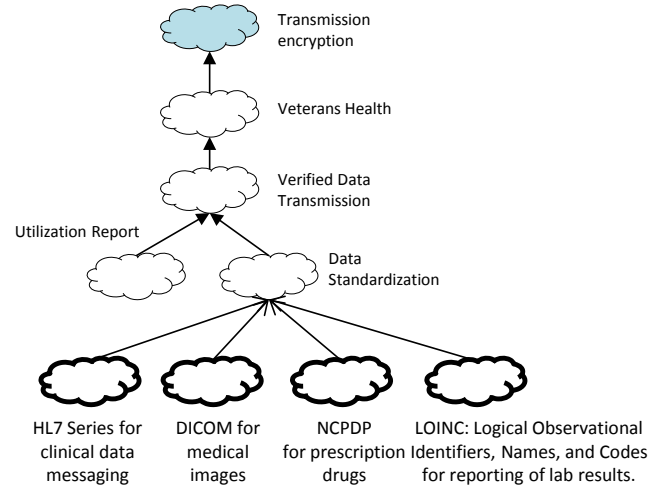 Transmission
encryption
Veterans Health
Verified Data
Transmission
Utilization Report
Data
Standardization
HL7 Series for
clinical data
messaging
DICOM for
medical
images
NCPDP
for prescription
drugs
LOINC: Logical Observational
Identifiers, Names, and Codes
for reporting of lab results.